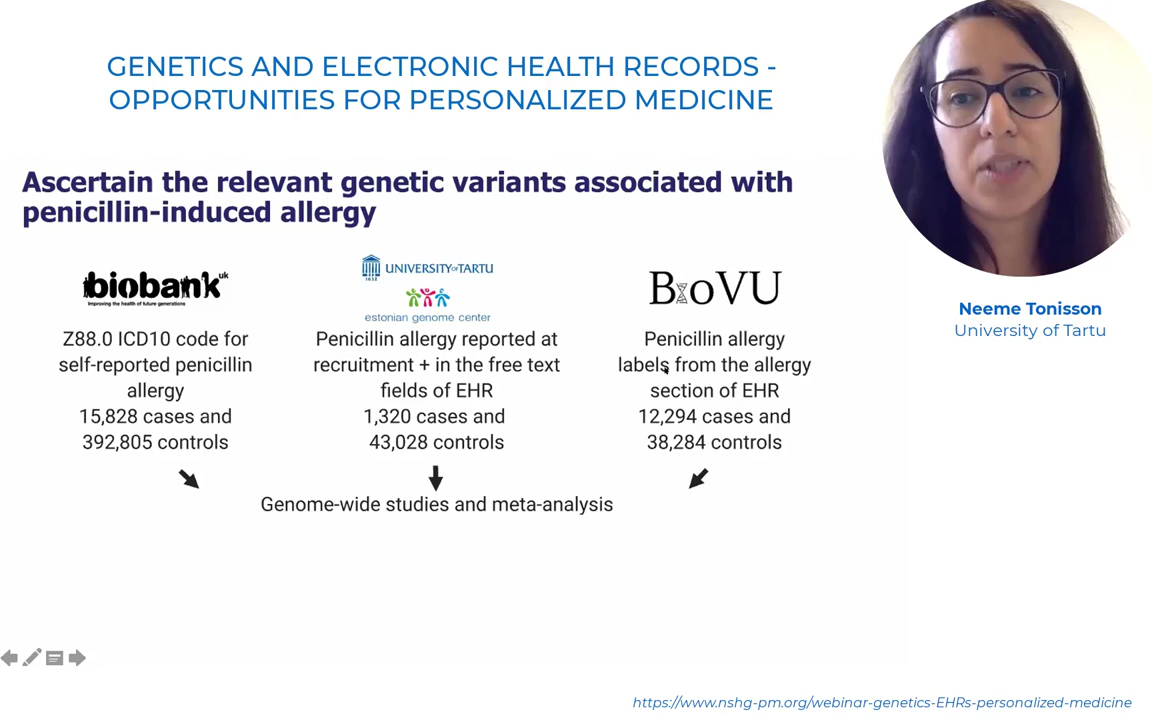 GENETICS AND ELECTRONIC HEALTH RECORDS -
OPPORTUNITIES FOR PERSONALIZED MEDICINE
Ascertain the relevant genetic variants associated with
penicillin-induced allergy
biobank uk
Improving the health of future generations
Z88.0 ICD10 code for
self-reported penicillin
allergy
15,828 cases and
392,805 controls
UNIVERSITY OF TARTU
1632
estonian genome center
Penicillin allergy reported at
recruitment + in the free text
fields of EHR
1,320 cases and
43,028 controls
BioVU
Penicillin allergy
labels from the allergy
section of EHR
12,294 cases and
38,284 controls
Genome-wide studies and meta-analysis
Neeme Tonisson
University of Tartu
https://www.nshg-pm.org/webinar-genetics-EHRs-personalized-medicine